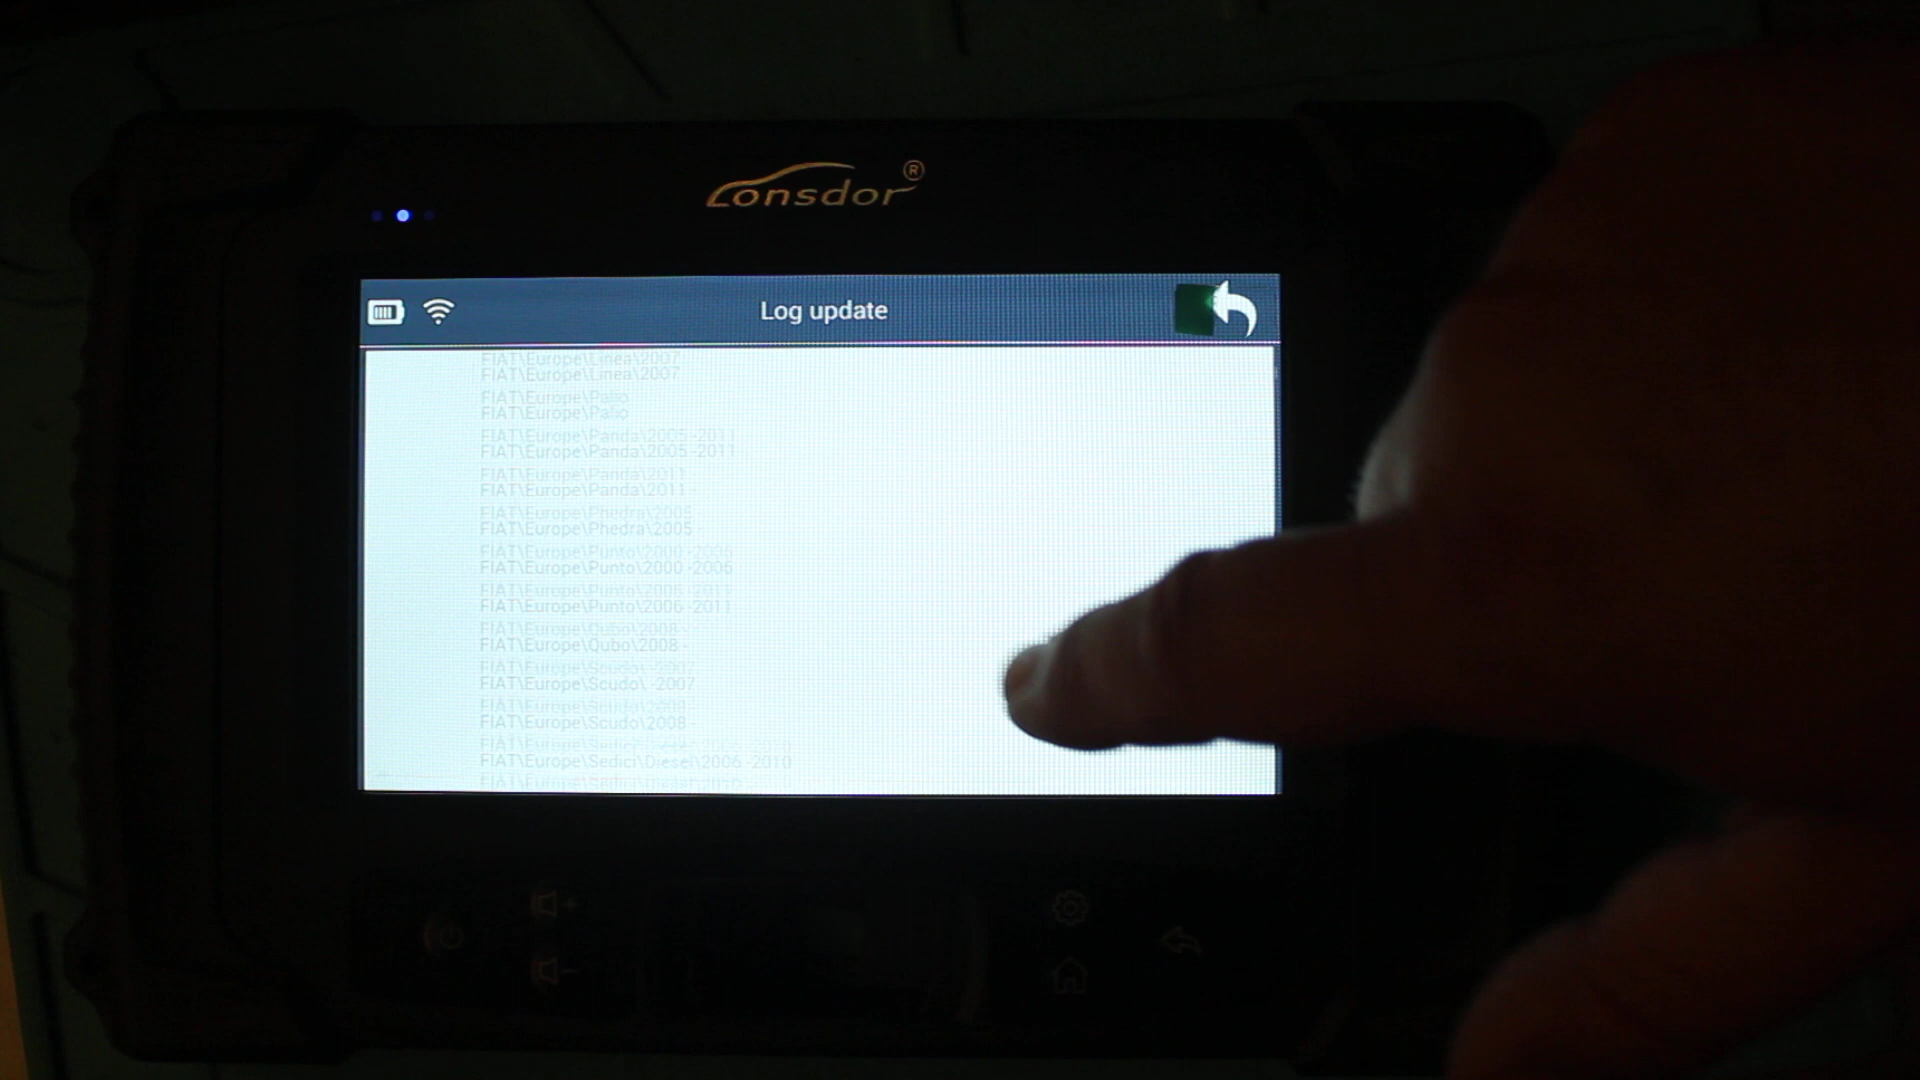 Lonsdor®
Log update
FIAT\Europe\Linea\2007
FIAT\Europe\Palio
FIAT\Europe\Panda\2005 -2011
FIAT\Europe\Panda\2011 -
FIAT\Europe\Phedra\2005 -
FIAT\Europe\Punto\2000 -2005
FIAT\Europe\Punto\2006 -2011
FIAT\Europe\Qubo\2008 -
FIAT\Europe\Scudo\ -2007
FIAT\Europe\Scudo\2008 -
FIAT\Europe\Sedici\Diesel\2006 -2010